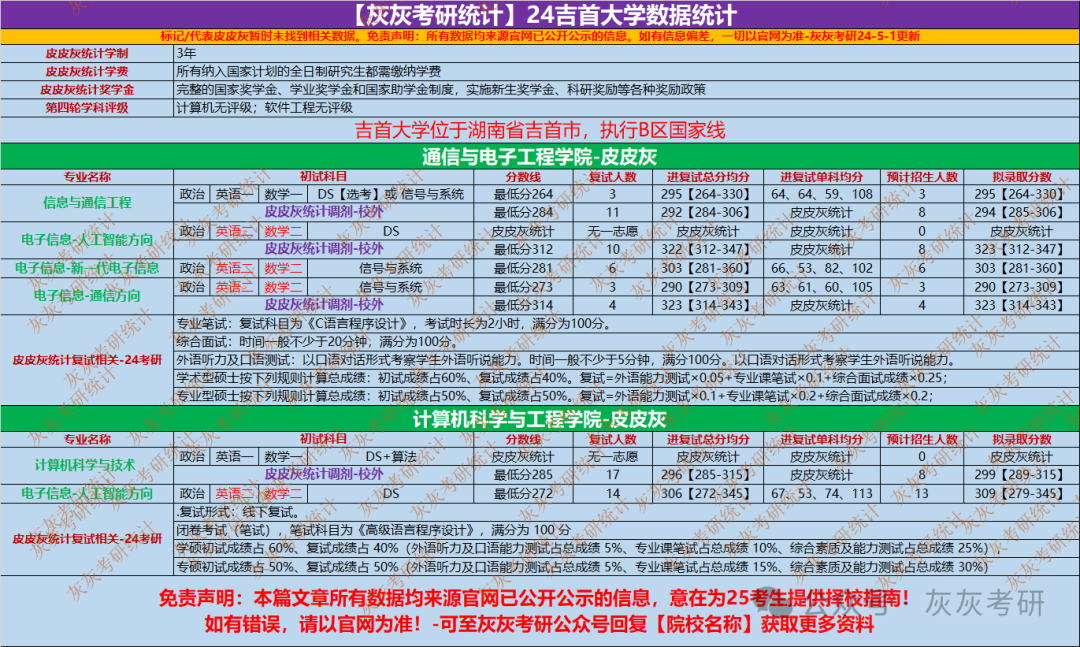 【灰灰考研统计】24吉首大学数据统计
标记/代表皮皮灰暂时未找到相关数据。免责声明：所有数据均来源官网已公开公示的信息。如有信息偏差，一切以官网为准-灰灰考研24-5-1更新
皮皮灰统计学制 3年
皮皮灰统计学费 所有纳入国家计划的全日制研究生都需缴纳学费
皮皮灰统计奖学金 完整的国家奖学金、学业奖学金和国家助学金制度，实施新生奖学金、科研奖励等各种奖励政策
第四轮学科评级 计算机无评级；软件工程无评级
吉首大学位于湖南省吉首市，执行B区国家线
通信与电子工程学院-皮皮灰
专业名称 初试科目 分数线 复试人数 进复试总分均分 进复试单科均分 预计招生人数 拟录取分数
信息与通信工程 政治 英语一 数学一 DS【选考】或 信号与系统 最低分264 3 295【264-330】 64, 64, 59, 108 3 295【264-330】
皮皮灰统计调剂-校外 最低分284 11 292【284-306】 皮皮灰统计 8 294【285-306】
电子信息-人工智能方向 政治 英语二 数学二 DS 皮皮灰统计 无一志愿 皮皮灰统计 皮皮灰统计 0 皮皮灰统计
皮皮灰统计调剂-校外 最低分312 10 322【312-347】 皮皮灰统计 8 323【312-347】
电子信息-新一代电子信息 政治 英语二 数学二 信号与系统 最低分281 6 303【281-360】 66, 53, 82, 102 6 303【281-360】
电子信息-通信方向 政治 英语二 数学二 信号与系统 最低分273 3 290【273-309】 63, 61, 60, 105 3 290【273-309】
皮皮灰统计调剂-校外 最低分314 4 323【314-343】 皮皮灰统计 4 323【314-343】
皮皮灰统计复试相关-24考研
专业笔试：复试科目为《C语言程序设计》，考试时长为2小时，满分为100分。
综合面试：时间一般不少于20分钟，满分为100分。
外语听力及口语测试：以口语对话形式考察学生外语听说能力。时间一般不少于5分钟，满分100分。以口语对话形式考察学生外语听说能力。
学术型硕士按下列规则计算总成绩：初试成绩占60%、复试成绩占40%。复试=外语能力测试×0.05+专业课笔试×0.1+综合面试成绩×0.25；
专业型硕士按下列规则计算总成绩：初试成绩占50%、复试成绩占50%。复试=外语能力测试×0.1+专业课笔试×0.2+综合面试成绩×0.2；
计算机科学与工程学院-皮皮灰
专业名称 初试科目 分数线 复试人数 进复试总分均分 进复试单科均分 预计招生人数 拟录取分数
计算机科学与技术 政治 英语一 数学一 DS+算法 皮皮灰统计 无一志愿 皮皮灰统计 皮皮灰统计 0 皮皮灰统计
皮皮灰统计调剂-校外 最低分285 17 296【285-315】 皮皮灰统计 8 299【289-315】
电子信息-人工智能方向 政治 英语二 数学二 DS 最低分272 14 306【272-345】 67, 53, 74, 113 13 309【279-345】
皮皮灰统计复试相关-24考研
.复试形式：线下复试。
闭卷考试（笔试），笔试科目为《高级语言程序设计》，满分为 100 分
学硕初试成绩占 60%、复试成绩占 40%（外语听力及口语能力测试占总成绩 5%、专业课笔试占总成绩 10%、综合素质及能力测试占总成绩 25%），
专硕初试成绩占 50%、复试成绩占 50%（外语听力及口语能力测试占总成绩 5%、专业课笔试占总成绩 15%、综合素质及能力测试占总成绩 30%）
免责声明：本篇文章所有数据均来源官网已公开公示的信息，意在为25考生提供择校指南！
如有错误，请以官网为准！-可至灰灰考研公众号回复【院校名称】获取更多资料
公众号 灰灰考研